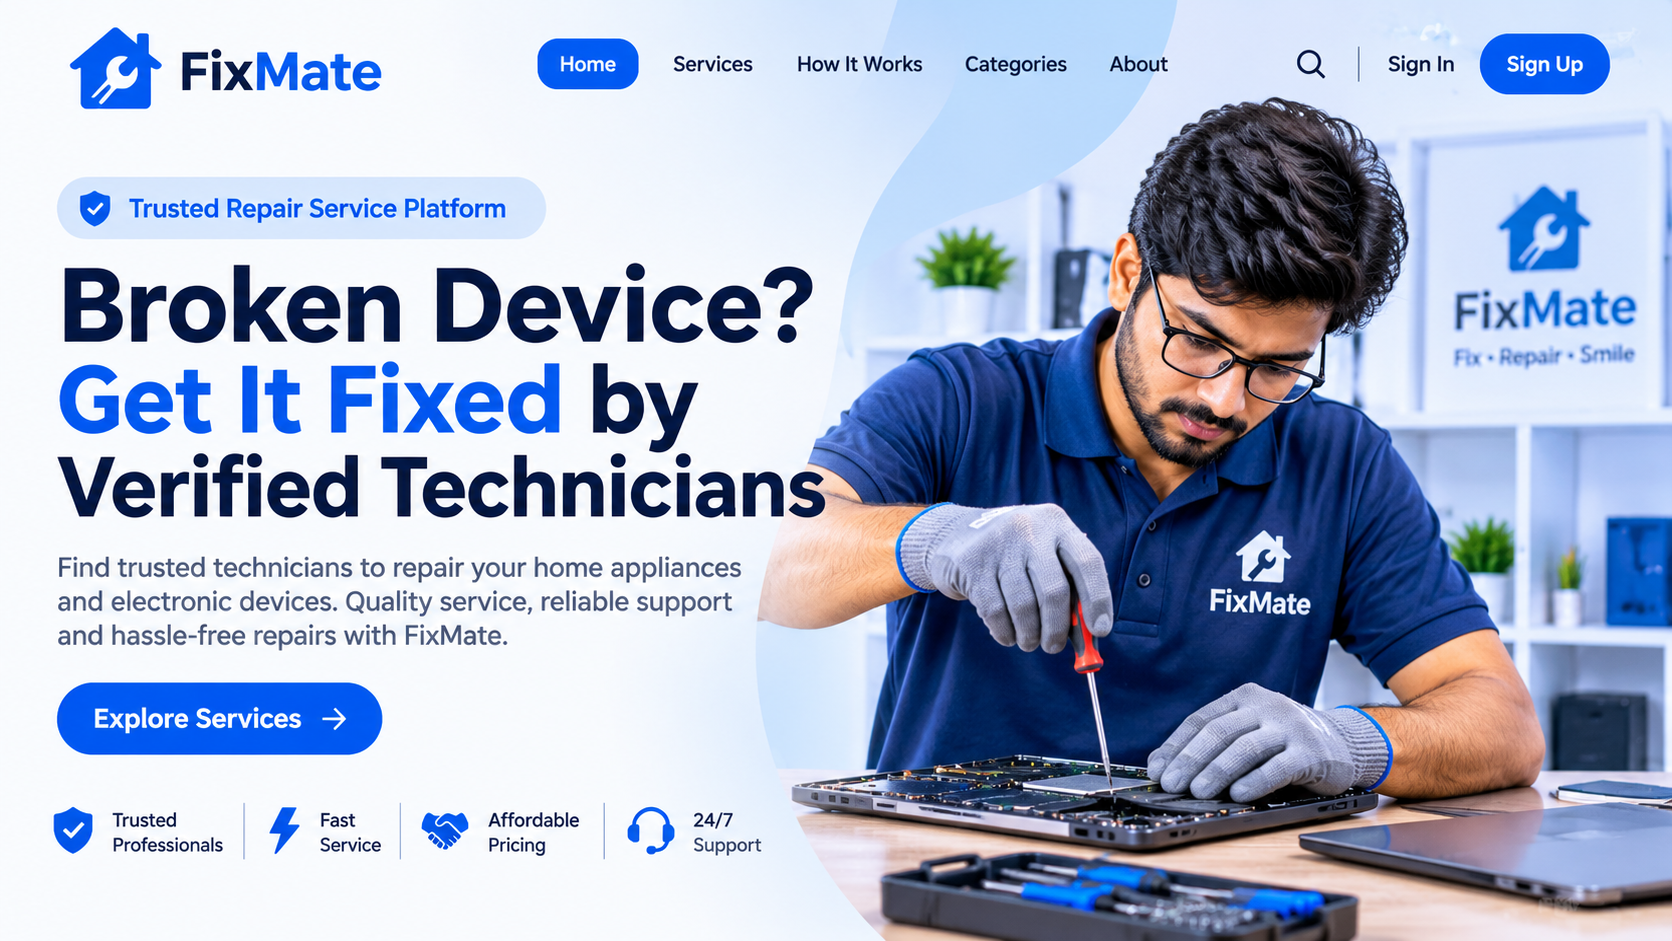 FixMate
Home
Services
How It Works
Categories
About
Sign In
Sign Up
Trusted Repair Service Platform
Broken Device?
Get It Fixed by
Verified Technicians
Find trusted technicians to repair your home appliances
and electronic devices. Quality service, reliable support
and hassle-free repairs with FixMate.
Explore Services
Trusted
Professionals
Fast
Service
Affordable
Pricing
24/7
Support
FixMate
Fix • Repair • Smile
FixMate